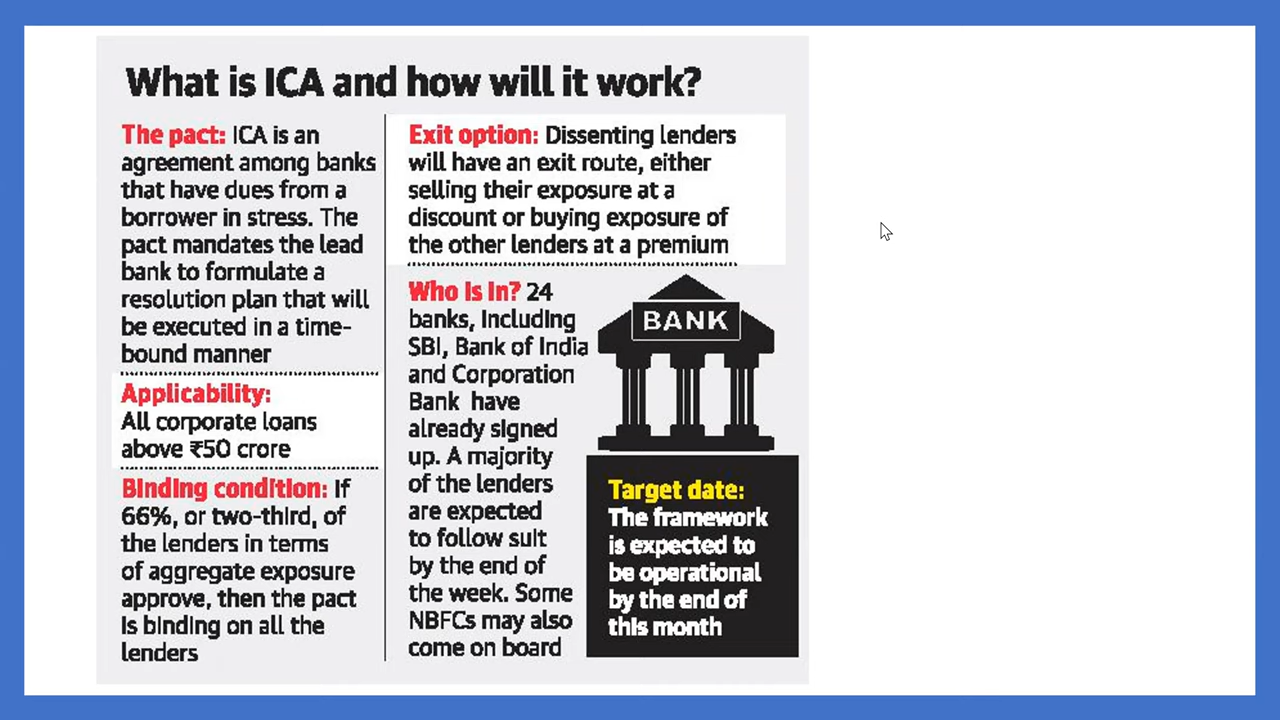 What is ICA and how will it work?
The pact: ICA is an
agreement among banks
that have dues from a
borrower in stress. The
pact mandates the lead
bank to formulate a
resolution plan that will
be executed in a time-
bound manner
Applicability:
All corporate loans
above ₹50 crore
Binding condition: If
66%, or two-third, of
the lenders in terms
of aggregate exposure
approve, then the pact
is binding on all the
lenders
Exit option: Dissenting lenders
will have an exit route, either
selling their exposure at a
discount or buying exposure of
the other lenders at a premium
Who is in? 24
banks, including
SBI, Bank of India
and Corporation
Bank have
already signed
up. A majority
of the lenders
are expected
to follow suit
by the end of
the week. Some
NBFCs may also
come on board
BANK
Target date:
The framework
is expected to
be operational
by the end of
this month